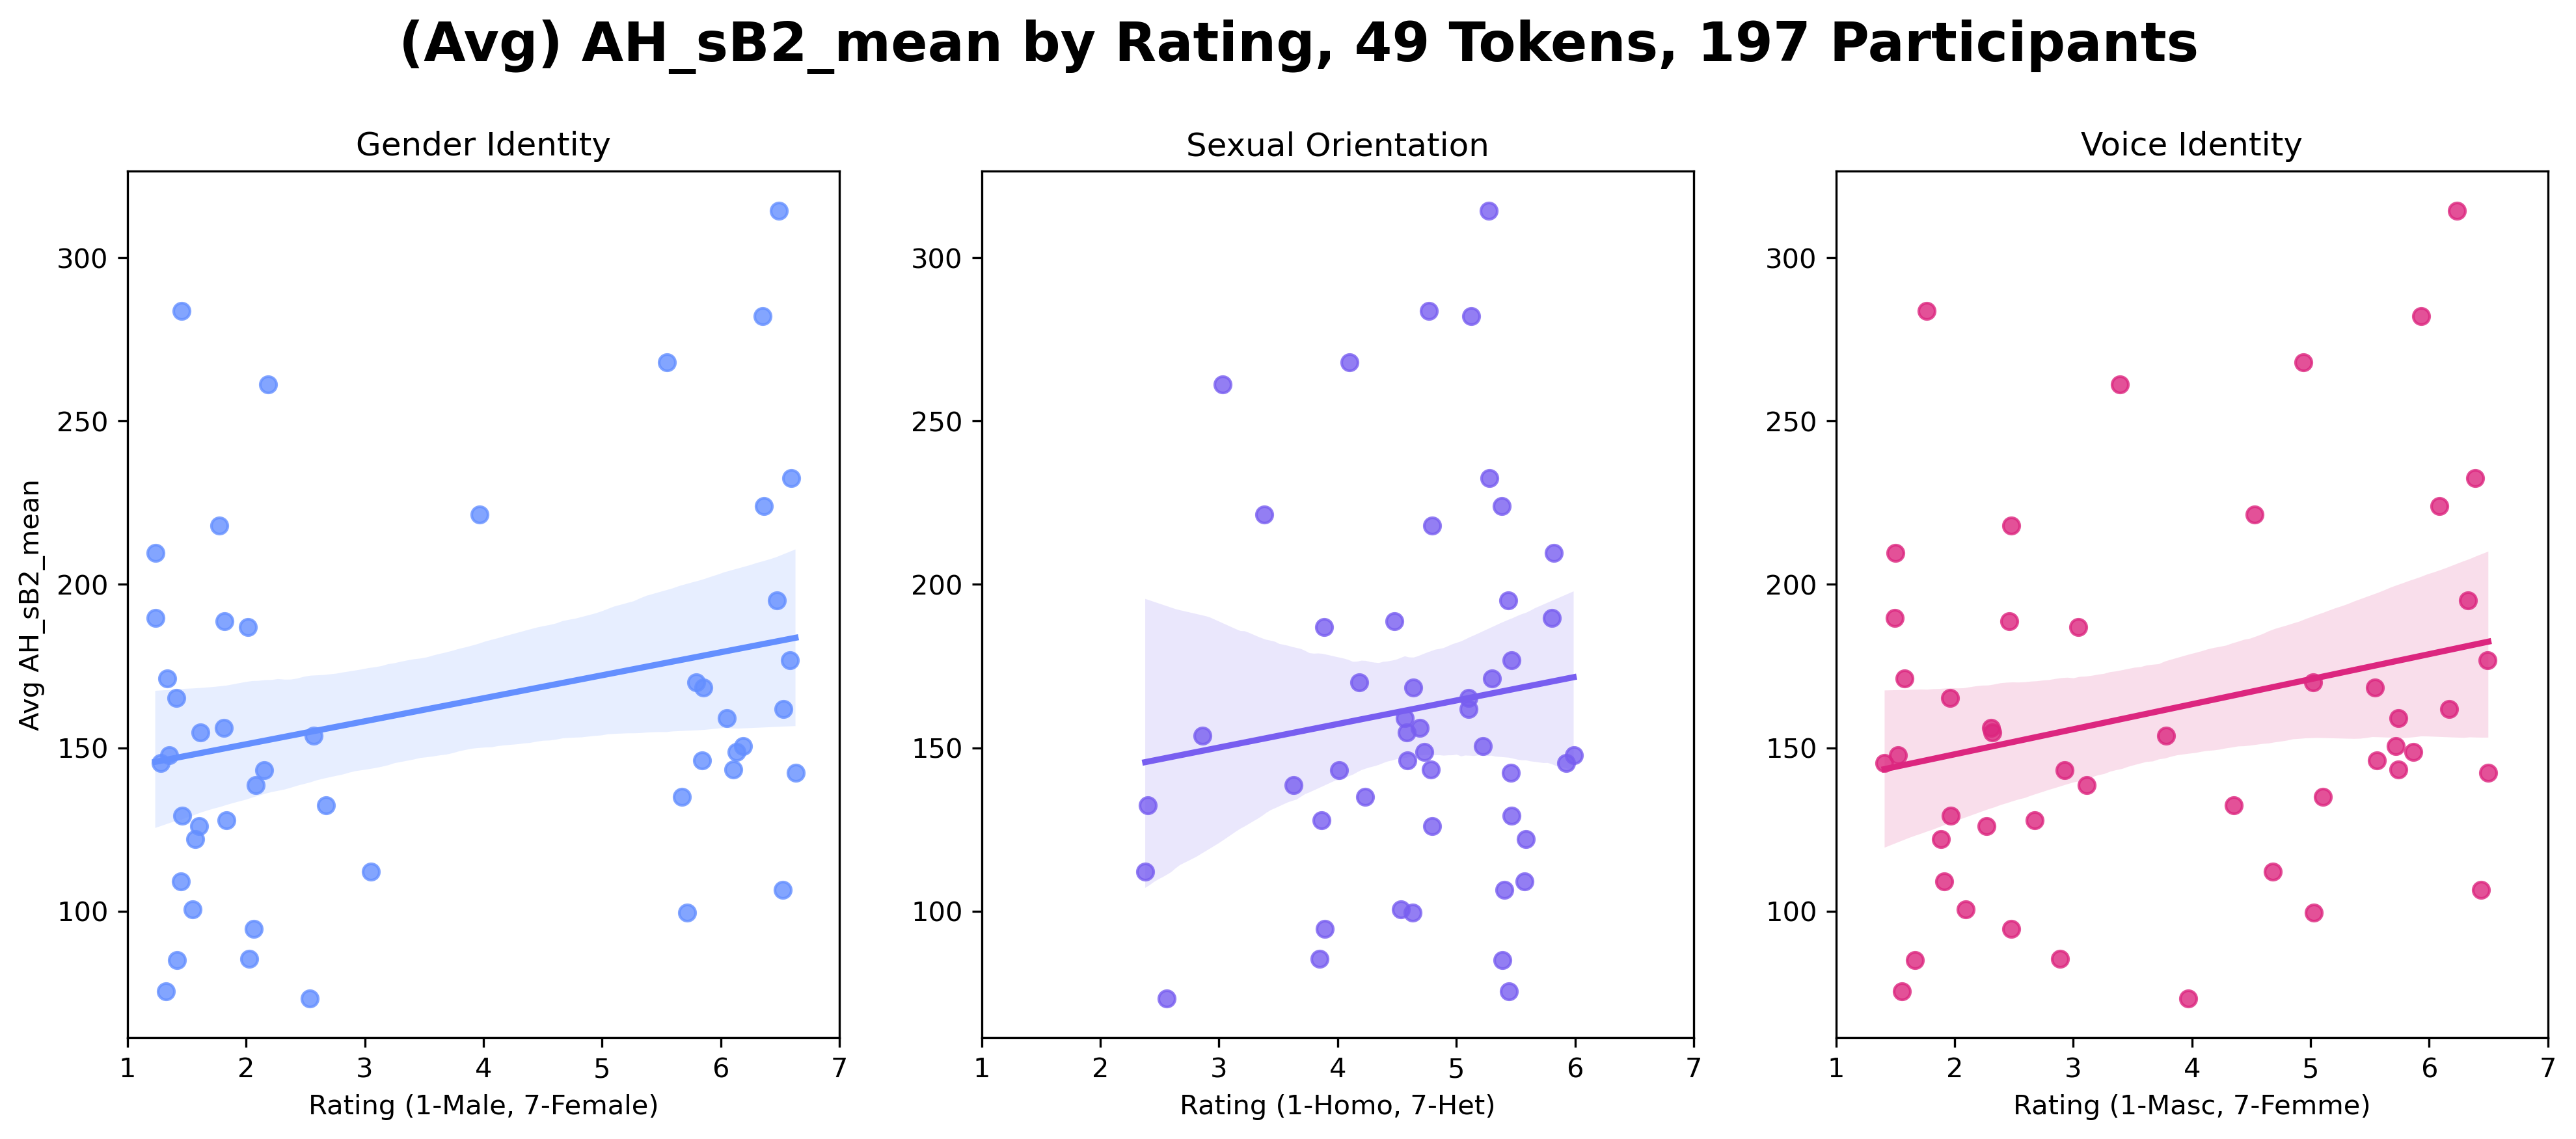 (Avg) AH_sB2_mean by Rating, 49 Tokens, 197 Participants
Gender Identity
Sexual Orientation
Voice Identity
Avg AH_sB2_mean
300
250
200
150
100
1 2 3 4 5 6 7
Rating (1-Male, 7-Female)
300
250
200
150
100
1 2 3 4 5 6 7
Rating (1-Homo, 7-Het)
300
250
200
150
100
1 2 3 4 5 6 7
Rating (1-Masc, 7-Femme)